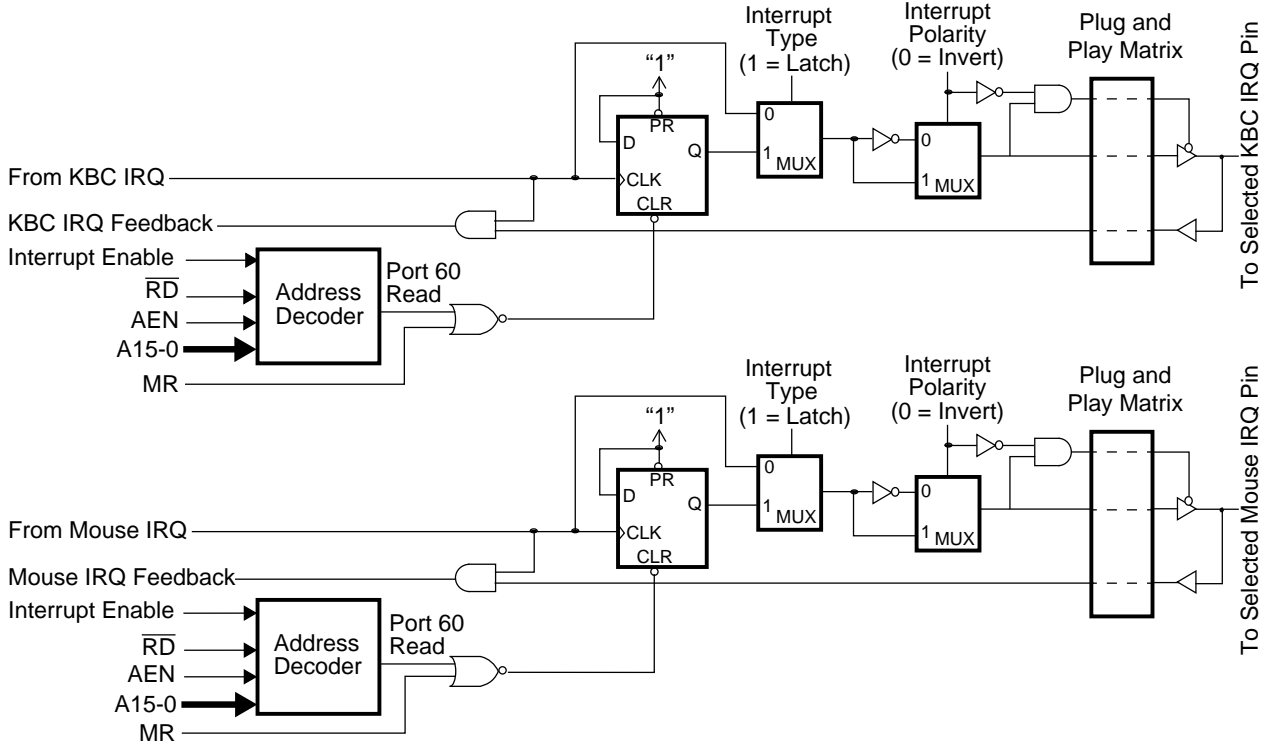 Interrupt
Type
(1 = Latch)
Interrupt
Polarity
(0 = Invert)
Plug and
Play Matrix
“1”
PR
D
Q
CLK
CLR
0
1
MUX
0
1
MUX
From KBC IRQ
KBC IRQ Feedback
Interrupt Enable
RD
AEN
A15-0
MR
Address
Decoder
Port 60
Read
To Selected KBC IRQ Pin
Interrupt
Type
(1 = Latch)
Interrupt
Polarity
(0 = Invert)
Plug and
Play Matrix
“1”
PR
D
Q
CLK
CLR
0
1
MUX
0
1
MUX
From Mouse IRQ
Mouse IRQ Feedback
Interrupt Enable
RD
AEN
A15-0
MR
Address
Decoder
Port 60
Read
To Selected Mouse IRQ Pin